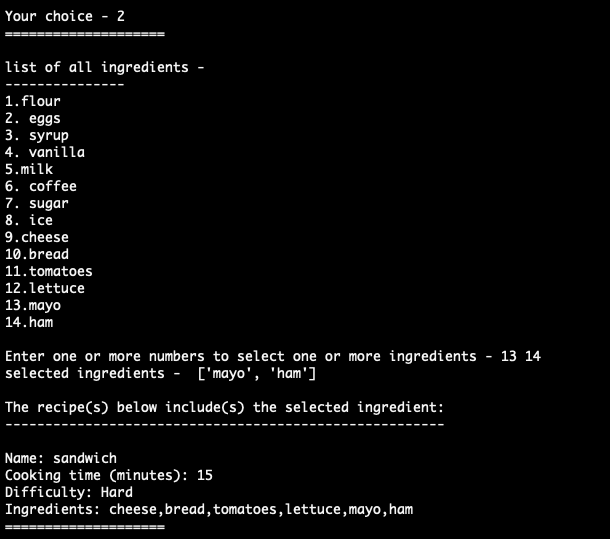 Your choice - 2
====================
list of all ingredients -
---------------
1.flour
2. eggs
3. syrup
4. vanilla
5.milk
6. coffee
7. sugar
8. ice
9.cheese
10.bread
11.tomatoes
12.lettuce
13.mayo
14.ham
Enter one or more numbers to select one or more ingredients - 13 14
selected ingredients -  ['mayo', 'ham']
The recipe(s) below include(s) the selected ingredient:
-------------------------------------------------------
Name: sandwich
Cooking time (minutes): 15
Difficulty: Hard
Ingredients: cheese,bread,tomatoes,lettuce,mayo,ham
====================